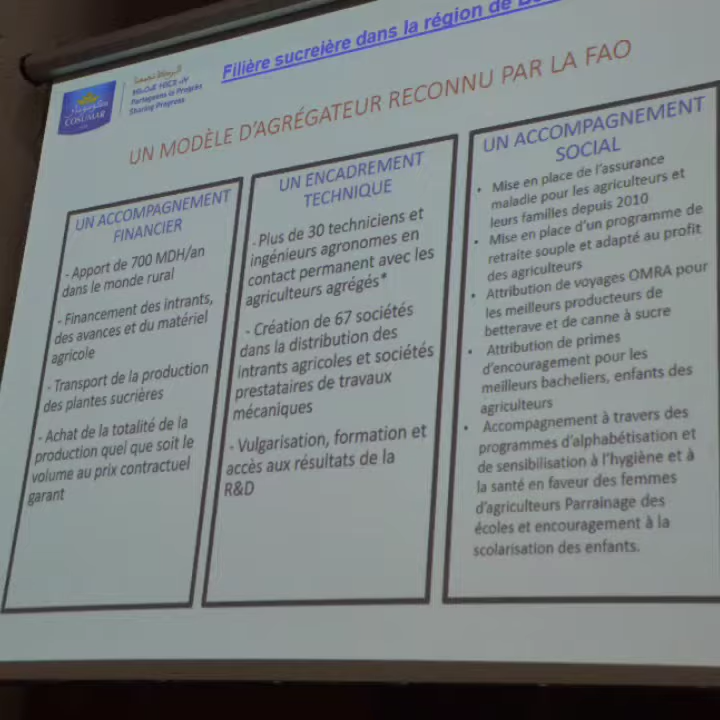 Filière sucrière dans la région de
COSUMAR
Partageons le Progrès
Sharing Progress
UN MODÈLE D'AGRÉGATEUR RECONNU PAR LA FAO
UN ACCOMPAGNEMENT
FINANCIER
- Apport de 700 MDH/an
dans le monde rural
- Financement des intrants,
des avances et du matériel
agricole
- Transport de la production
des plantes sucrières
- Achat de la totalité de la
production quel que soit le
volume au prix contractuel
garant
UN ENCADREMENT
TECHNIQUE
- Plus de 30 techniciens et
ingénieurs agronomes en
contact permanent avec les
agriculteurs agrégés*
- Création de 67 sociétés
dans la distribution des
intrants agricoles et sociétés
prestataires de travaux
mécaniques
- Vulgarisation, formation et
accès aux résultats de la
R&D
UN ACCOMPAGNEMENT
SOCIAL
• Mise en place de l'assurance
maladie pour les agriculteurs et
leurs familles depuis 2010
• Mise en place d'un programme de
retraite souple et adapté au profit
des agriculteurs
• Attribution de voyages OMRA pour
les meilleurs producteurs de
betterave et de canne à sucre
• Attribution de primes
d'encouragement pour les
meilleurs bacheliers, enfants des
agriculteurs
• Accompagnement à travers des
programmes d'alphabétisation et
de sensibilisation à l'hygiène et à
la santé en faveur des femmes
d'agriculteurs Parrainage des
écoles et encouragement à la
scolarisation des enfants.